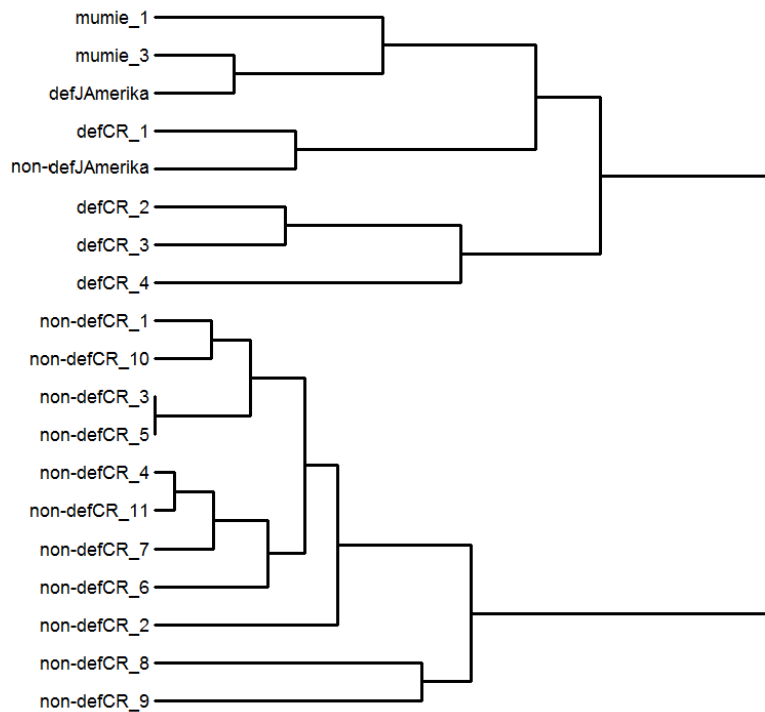 mumie_1
mumie_3
defJAmerika
defCR_1
non-defJAmerika
defCR_2
defCR_3
defCR_4
non-defCR_1
non-defCR_10
non-defCR_3
non-defCR_5
non-defCR_4
non-defCR_11
non-defCR_7
non-defCR_6
non-defCR_2
non-defCR_8
non-defCR_9